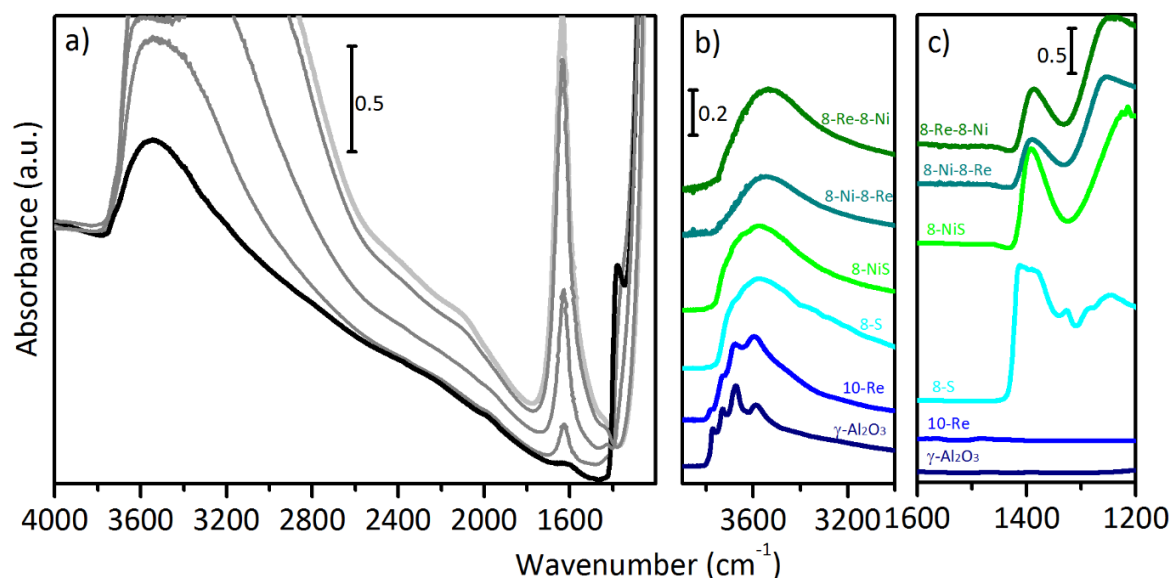 a)
b)
c)
0.5
0.2
0.5
8-Re-8-Ni
8-Ni-8-Re
8-NiS
8-S
10-Re
γ-Al₂O₃
8-Re-8-Ni
8-Ni-8-Re
8-NiS
8-S
10-Re
γ-Al₂O₃
Absorbance (a.u.)
4000 3600 3200 2800 2400 2000 1600
3600 3200
1600 1400 1200
Wavenumber (cm⁻¹)